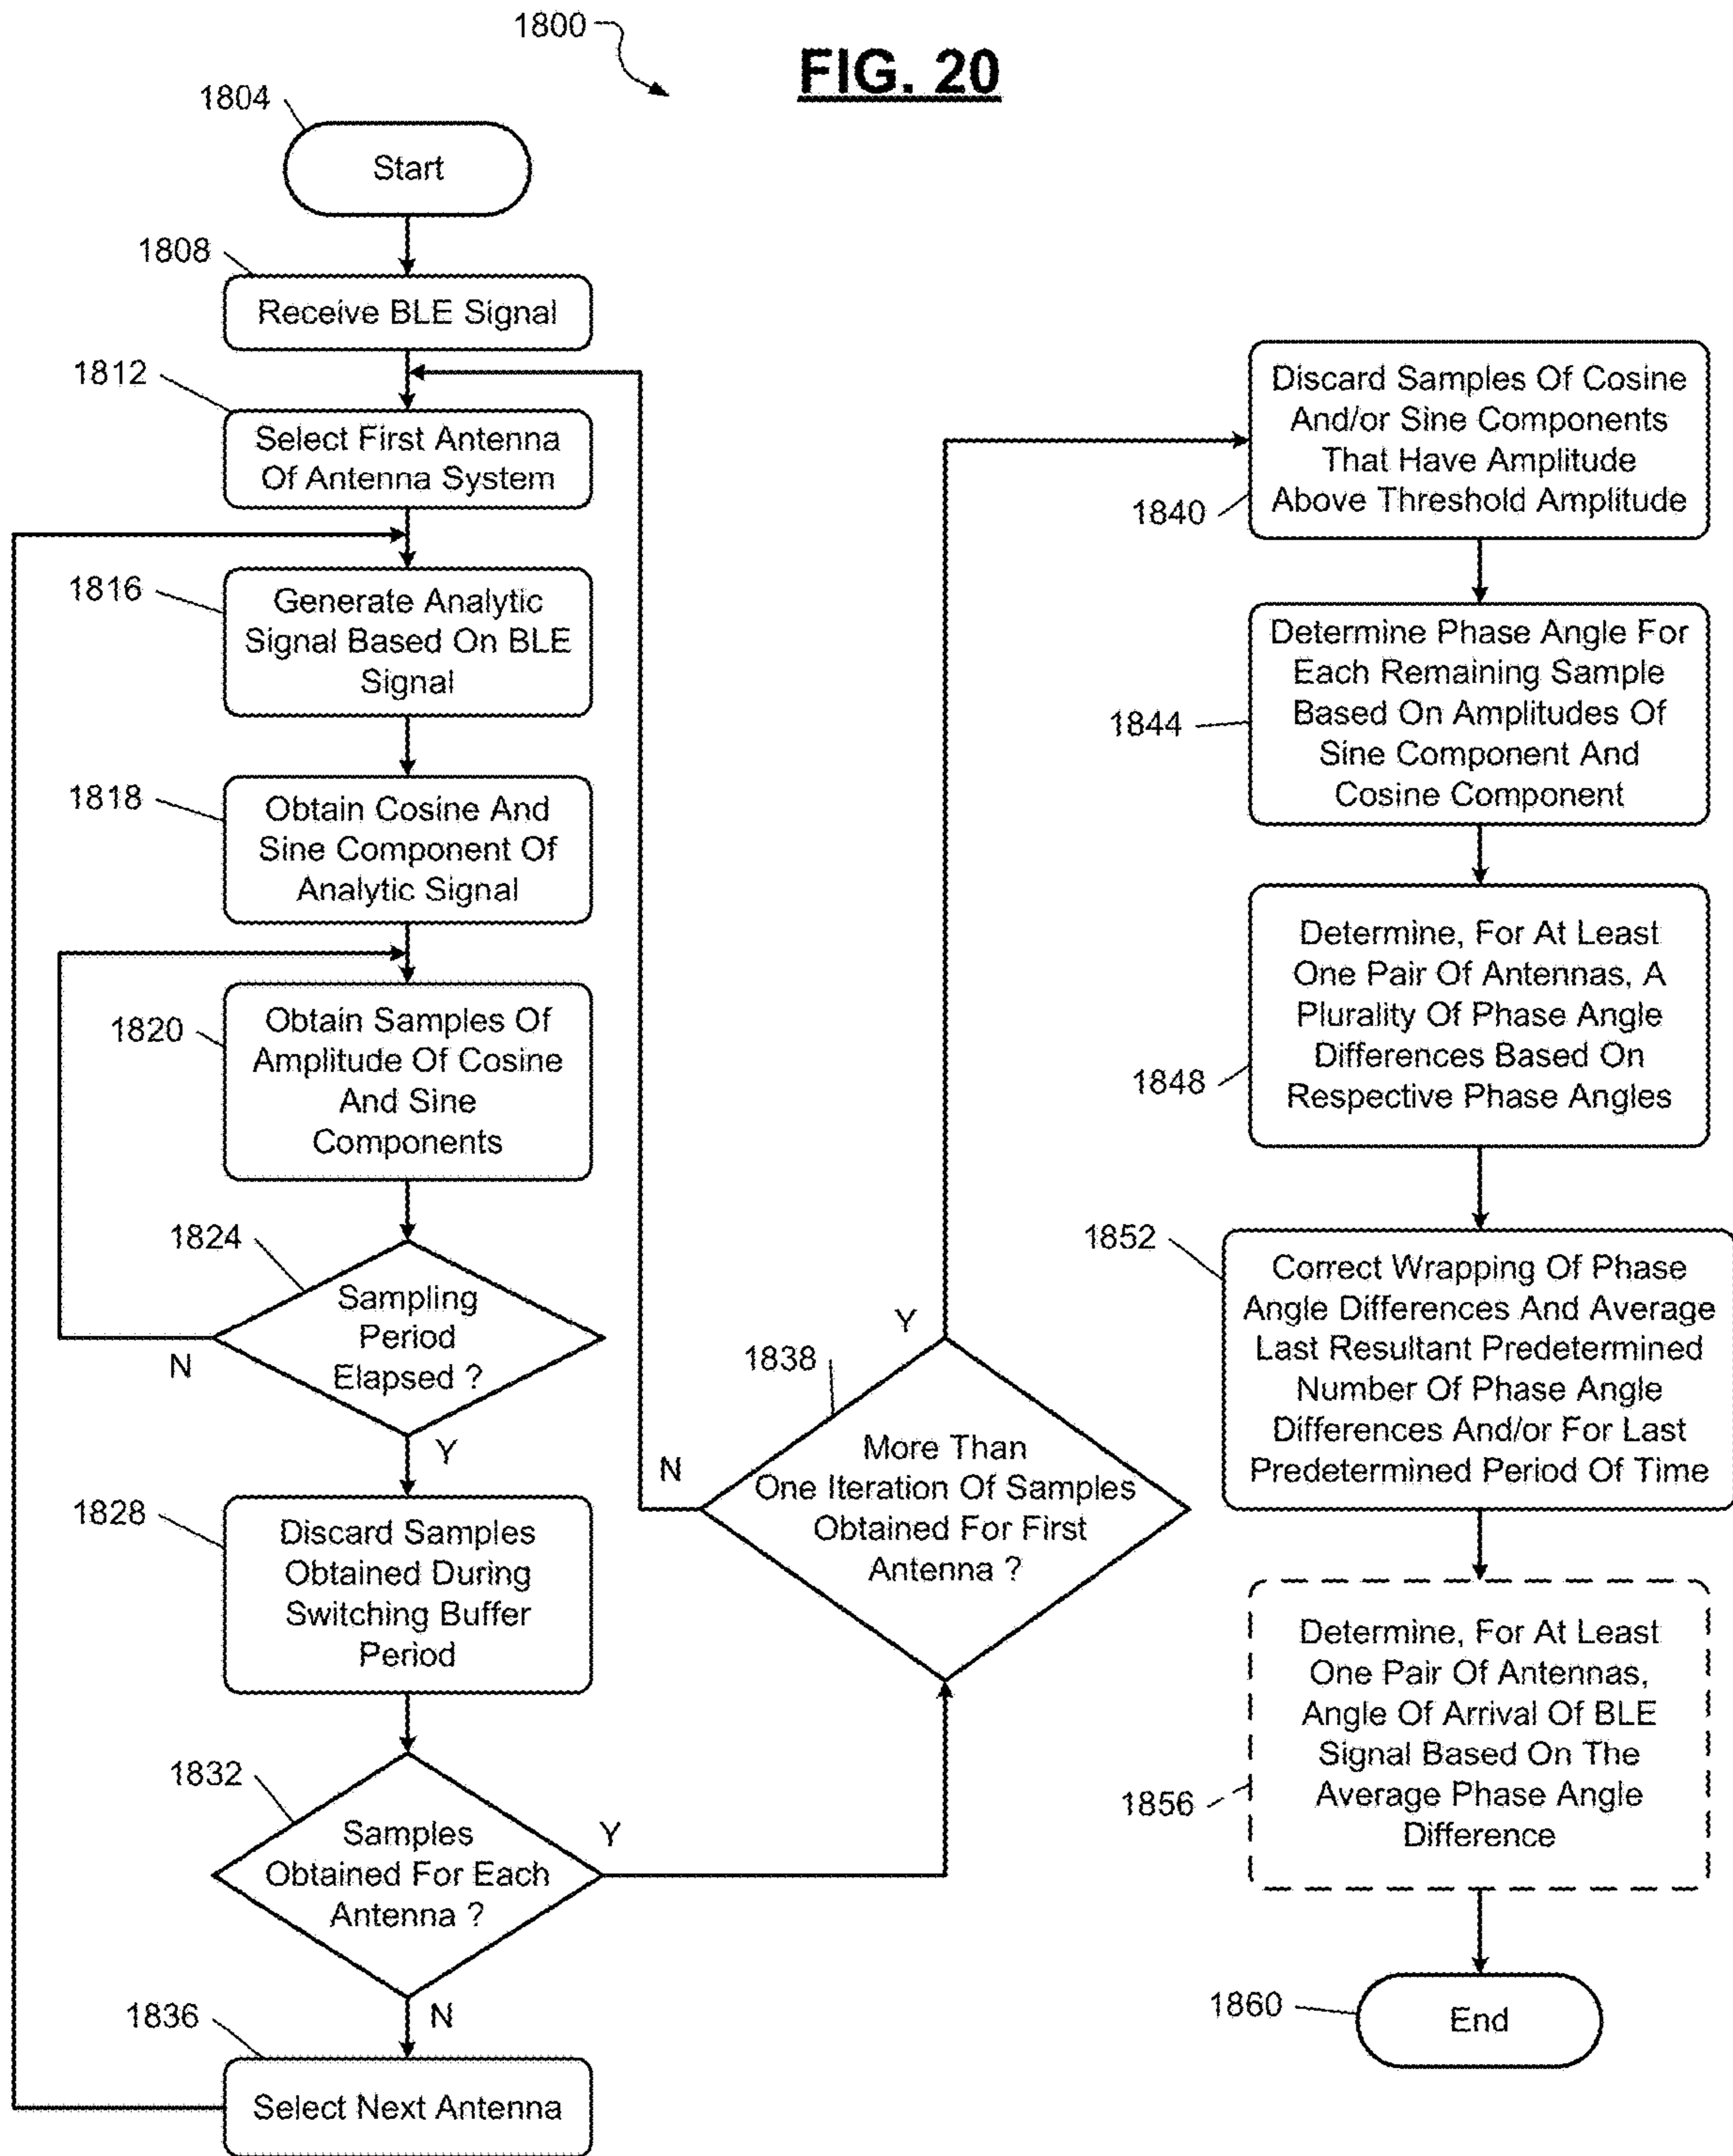 1800
FIG. 20
1804
Start
1808
Receive BLE Signal
1812
Select First Antenna
Of Antenna System
1816
Generate Analytic
Signal Based On BLE
Signal
1818
Obtain Cosine And
Sine Component Of
Analytic Signal
1820
Obtain Samples Of
Amplitude Of Cosine
And Sine
Components
1824
Sampling
Period
Elapsed ?
N
Y
1828
Discard Samples
Obtained During
Switching Buffer
Period
1832
Samples
Obtained For Each
Antenna ?
Y
N
1836
Select Next Antenna
1838
More Than
One Iteration Of Samples
Obtained For First
Antenna ?
Y
N
Discard Samples Of Cosine
And/or Sine Components
That Have Amplitude
Above Threshold Amplitude
1840
Determine Phase Angle For
Each Remaining Sample
Based On Amplitudes Of
Sine Component And
Cosine Component
1844
Determine, For At Least
One Pair Of Antennas, A
Plurality Of Phase Angle
Differences Based On
Respective Phase Angles
1848
1852
Correct Wrapping Of Phase
Angle Differences And Average
Last Resultant Predetermined
Number Of Phase Angle
Differences And/or For Last
Predetermined Period Of Time
Determine, For At Least
One Pair Of Antennas,
Angle Of Arrival Of BLE
Signal Based On The
Average Phase Angle
Difference
1856
1860
End